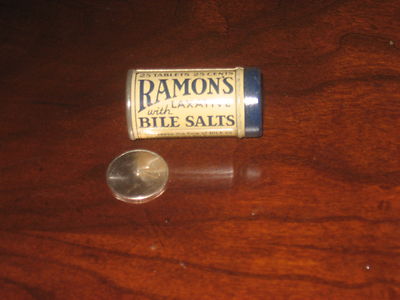 25 TABLETS 25 CENTS
RAMON'S
LAXATIVE
with
BILE SALTS